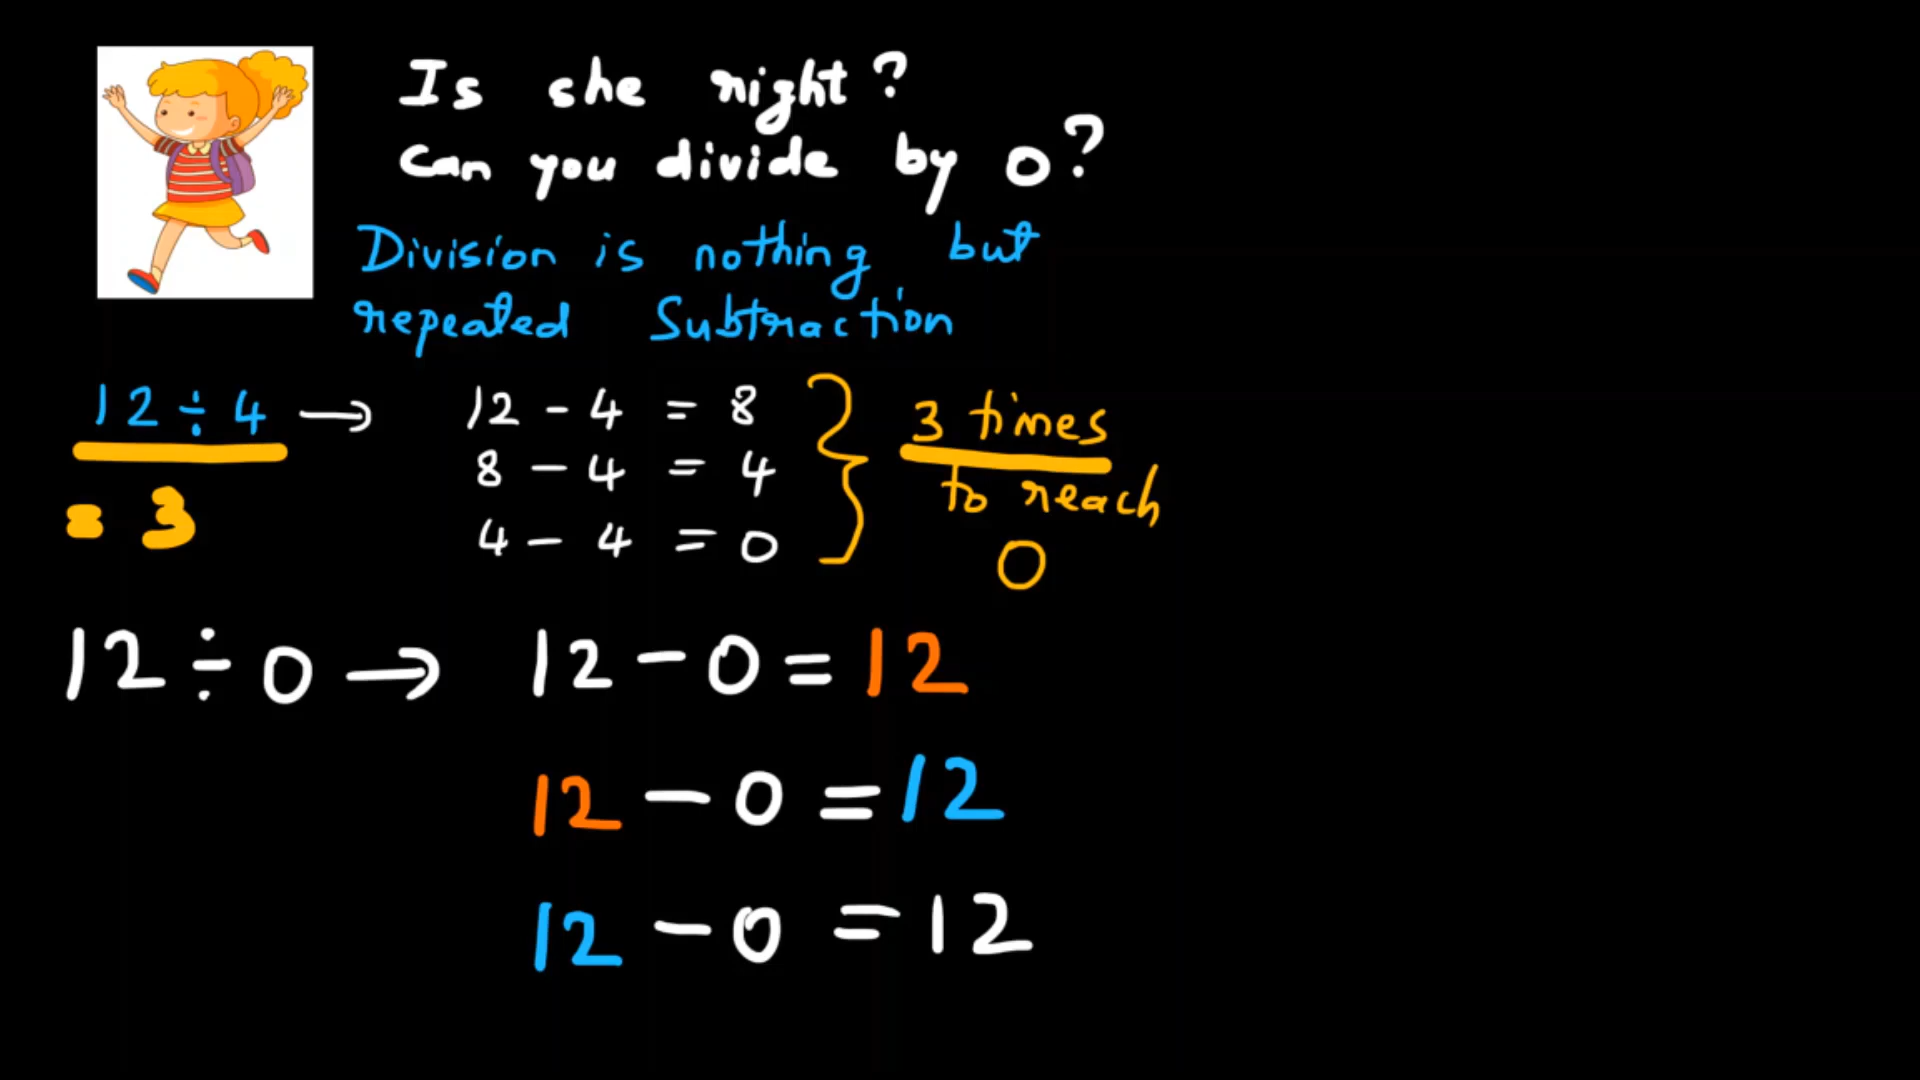 Is she right?
Can you divide by 0?
Division is nothing but
repeated Subtraction
12 ÷ 4 → 12 - 4 = 8
8 - 4 = 4
4 - 4 = 0
= 3
3 times
to reach
0
12 ÷ 0 → 12 - 0 = 12
12 - 0 = 12
12 - 0 = 12